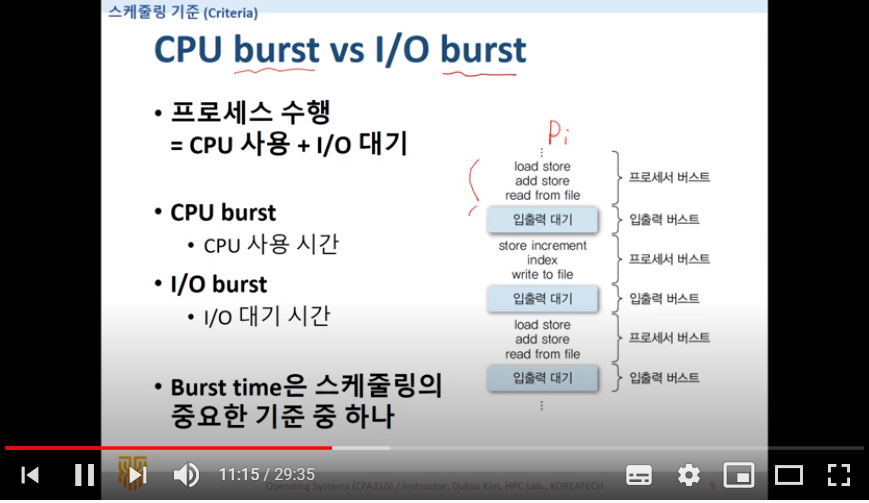 스케줄링 기준 (Criteria)
CPU burst vs I/O burst
• 프로세스 수행
= CPU 사용 + I/O 대기
• CPU burst
• CPU 사용 시간
• I/O burst
• I/O 대기 시간
• Burst time은 스케줄링의
중요한 기준 중 하나
Pi
⋮
load store
add store
read from file
프로세서 버스트
입출력 대기
입출력 버스트
store increment
index
write to file
프로세서 버스트
입출력 대기
입출력 버스트
load store
add store
read from file
프로세서 버스트
입출력 대기
입출력 버스트
⋮
11:15 / 29:35
Operating Systems (CPA310) / Instructor: Duksu Kim, HPC Lab., KOREATECH
9